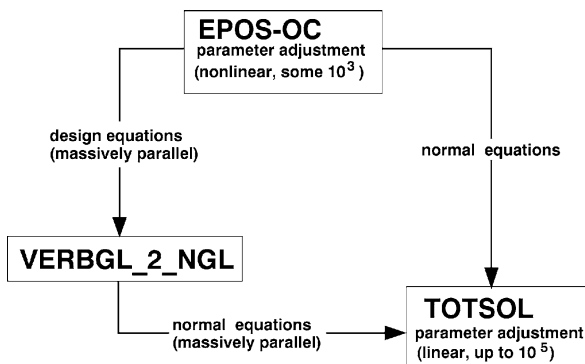 EPOS-OC
parameter adjustment
(nonlinear, some 10³)
design equations
(massively parallel)
normal equations
VERBGL_2_NGL
normal equations
(massively parallel)
TOTSOL
parameter adjustment
(linear, up to 10⁵)